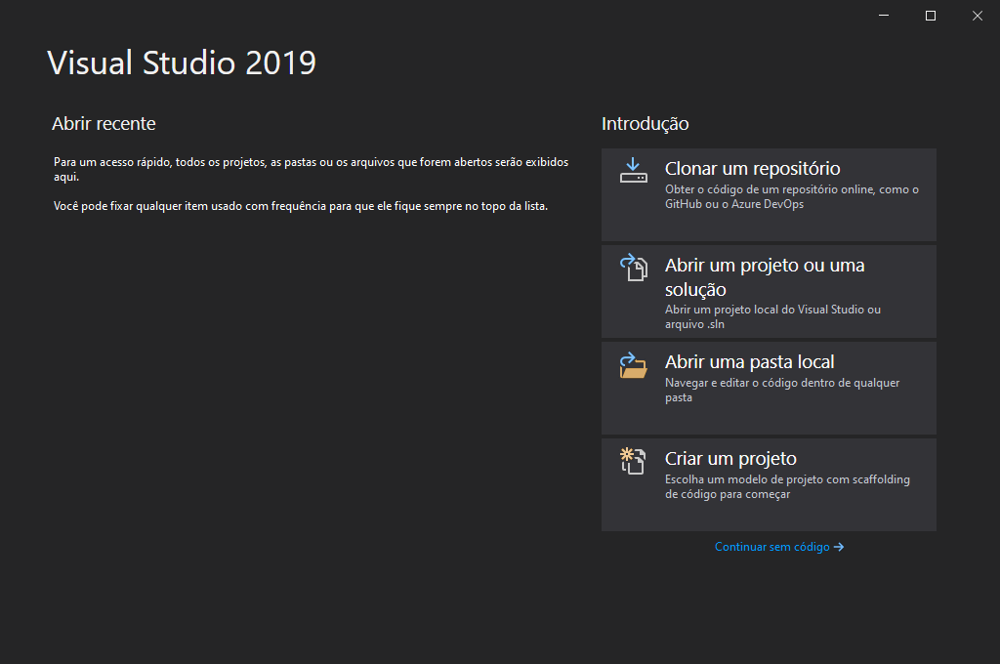 Visual Studio 2019
Abrir recente
Para um acesso rápido, todos os projetos, as pastas ou os arquivos que forem abertos serão exibidos
aqui.
Você pode fixar qualquer item usado com frequência para que ele fique sempre no topo da lista.
Introdução
Clonar um repositório
Obter o código de um repositório online, como o
GitHub ou o Azure DevOps
Abrir um projeto ou uma
solução
Abrir um projeto local do Visual Studio ou
arquivo .sln
Abrir uma pasta local
Navegar e editar o código dentro de qualquer
pasta
Criar um projeto
Escolha um modelo de projeto com scaffolding
de código para começar
Continuar sem código →